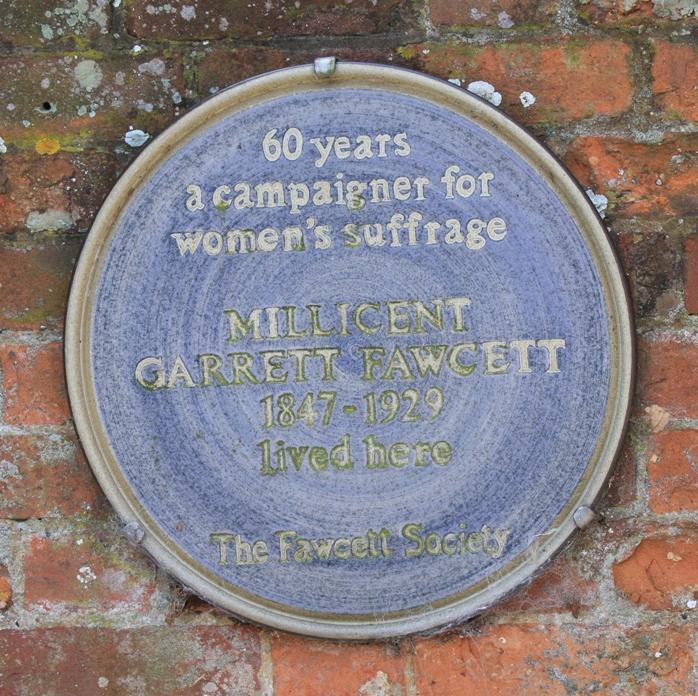 60 years
a campaigner for
women's suffrage
MILLICENT
GARRETT FAWCETT
1847-1929
lived here
The Fawcett Society